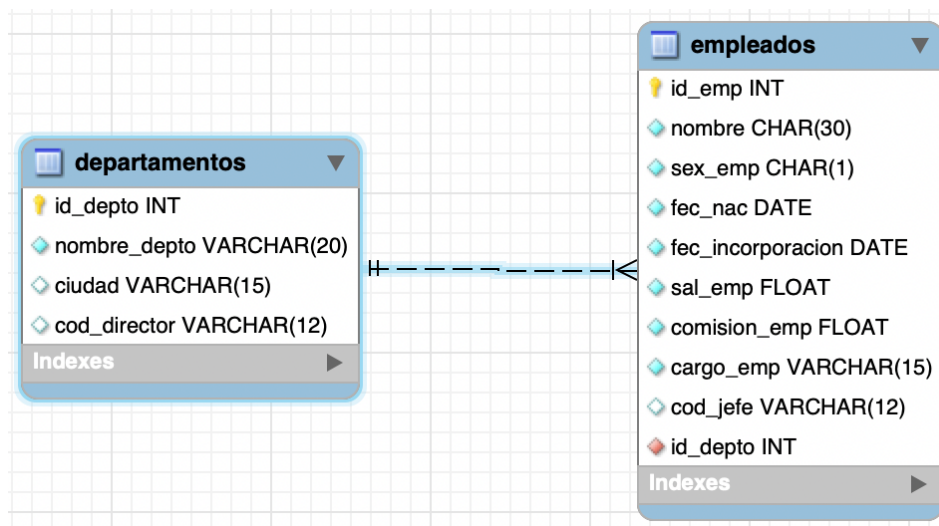 departamentos
id_depto INT
nombre_depto VARCHAR(20)
ciudad VARCHAR(15)
cod_director VARCHAR(12)
Indexes
empleados
id_emp INT
nombre CHAR(30)
sex_emp CHAR(1)
fec_nac DATE
fec_incorporacion DATE
sal_emp FLOAT
comision_emp FLOAT
cargo_emp VARCHAR(15)
cod_jefe VARCHAR(12)
id_depto INT
Indexes